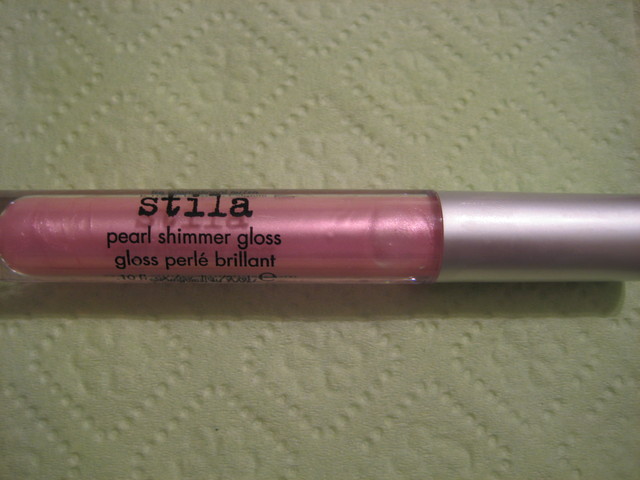 stila
pearl shimmer gloss
gloss perlé brillant